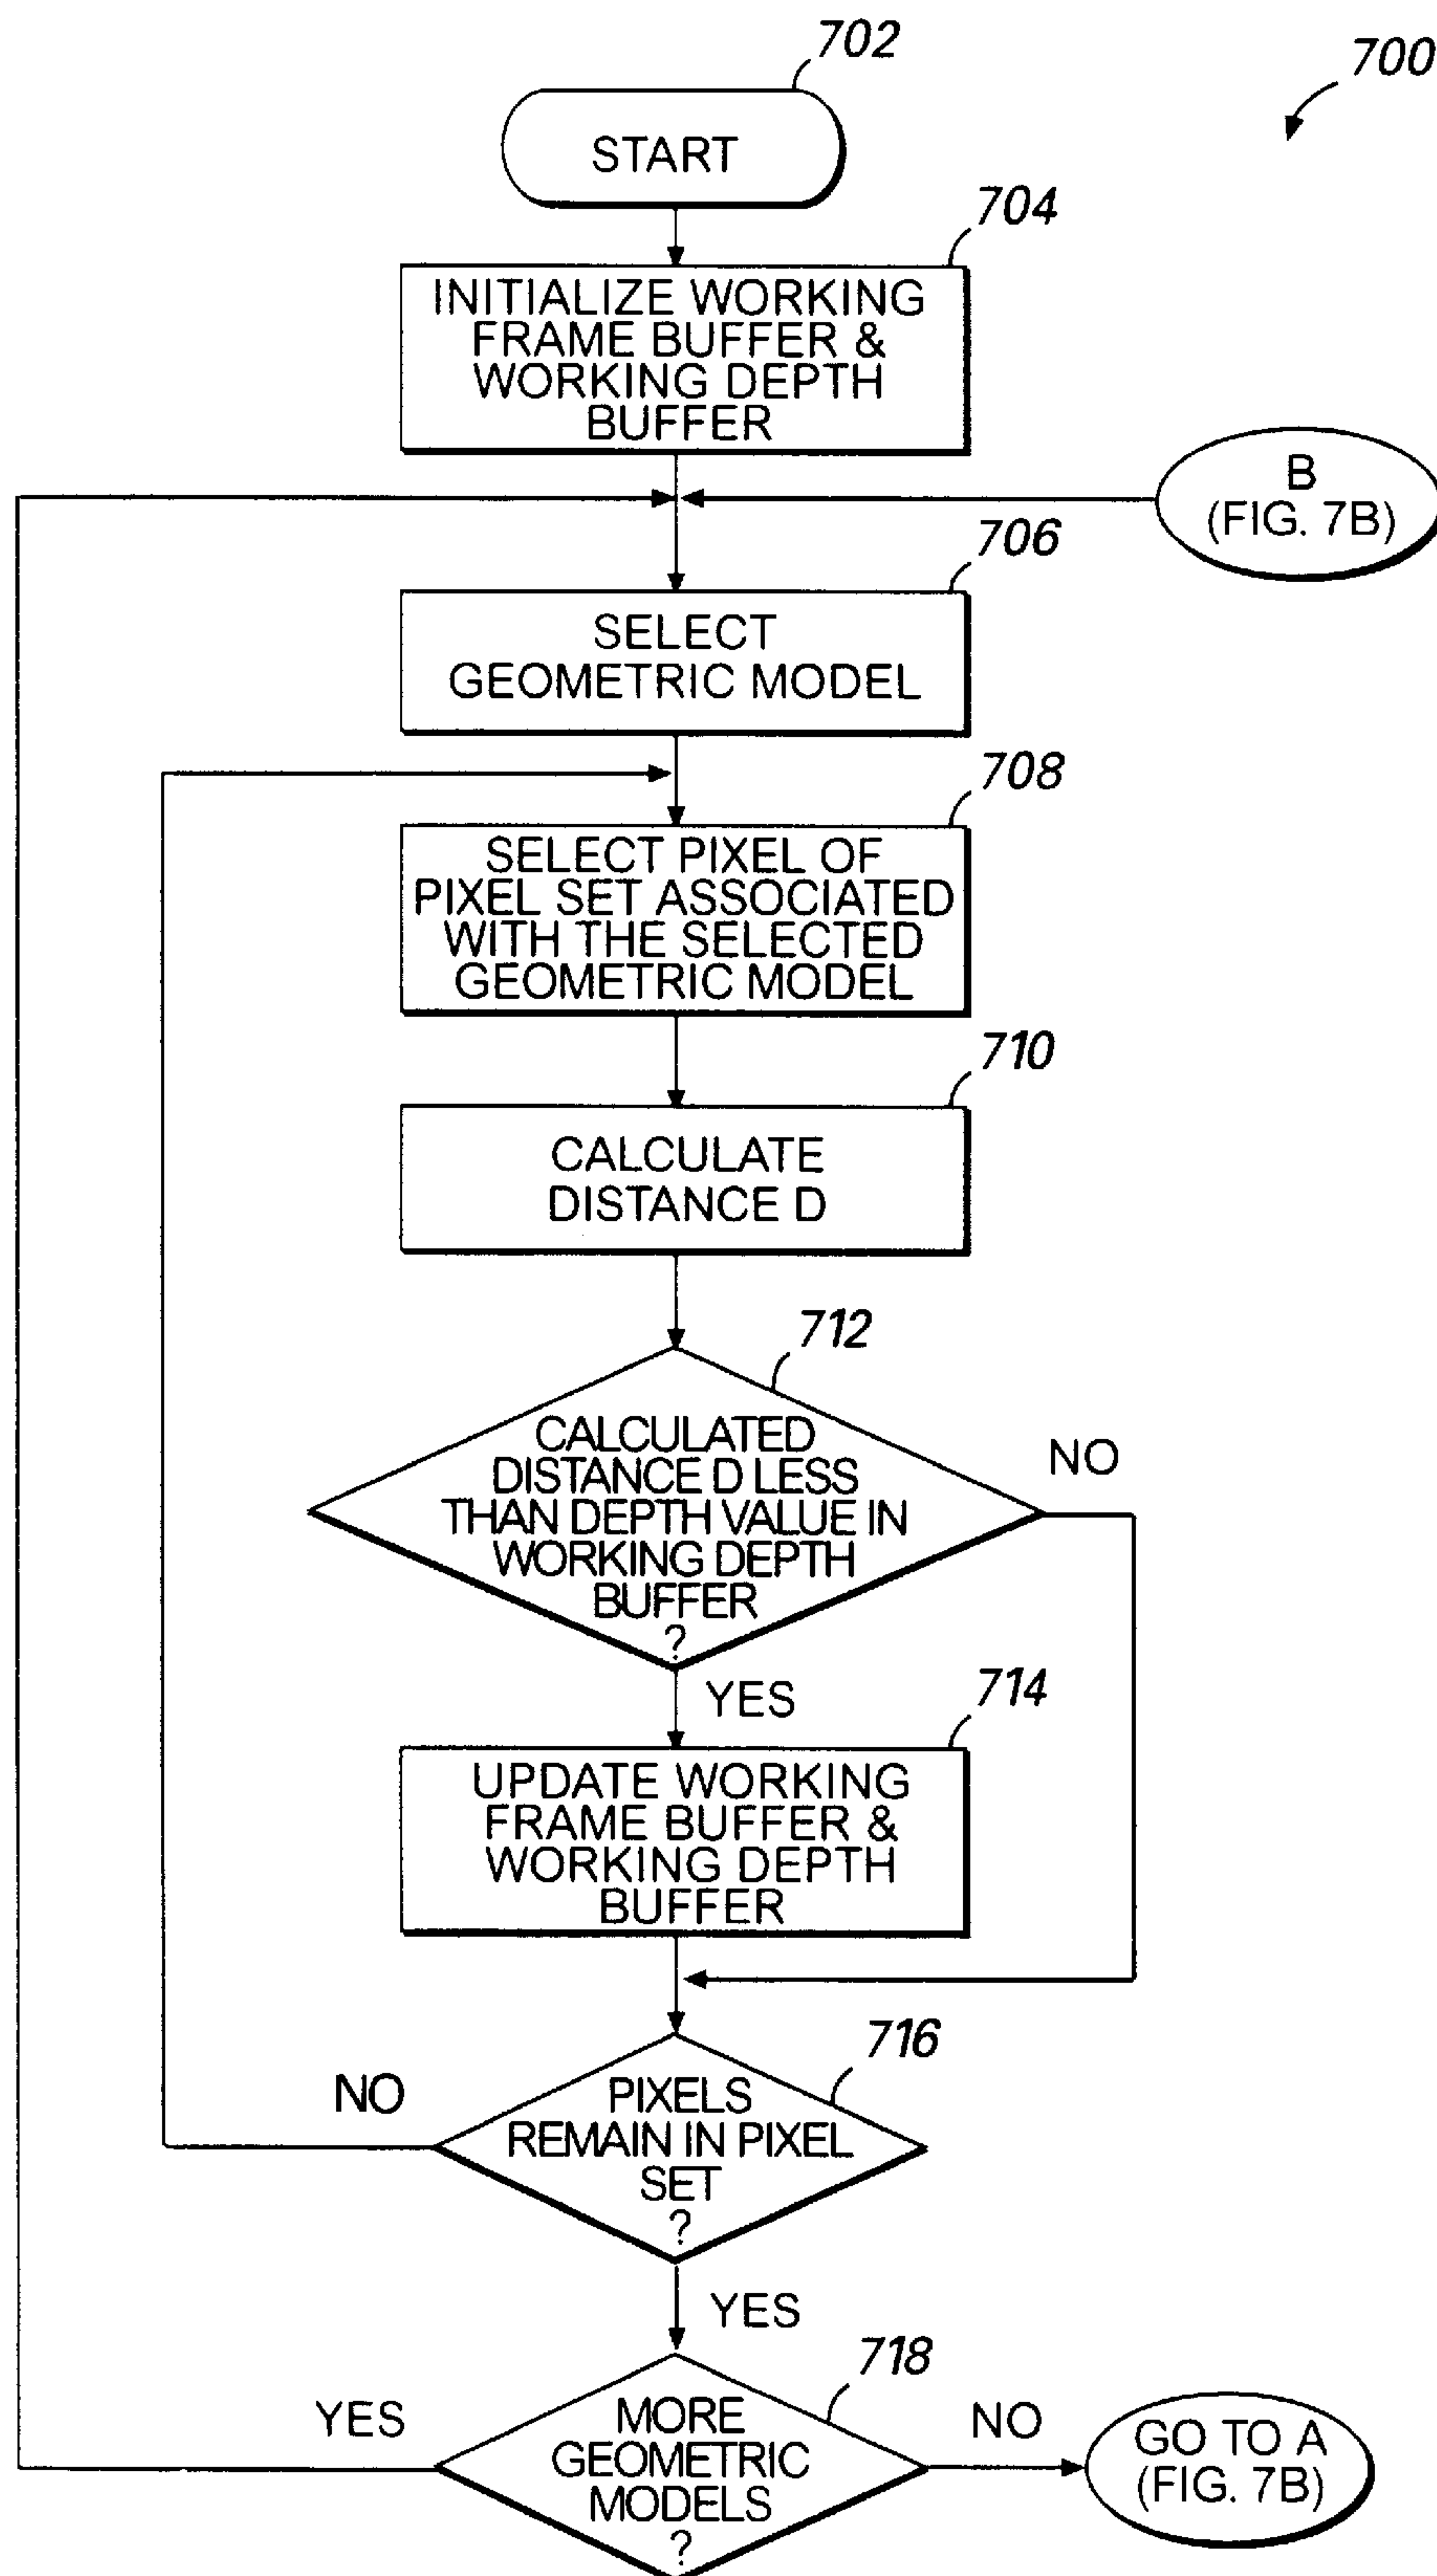 702
700
START
704
INITIALIZE WORKING
FRAME BUFFER &
WORKING DEPTH
BUFFER
B
(FIG. 7B)
706
SELECT
GEOMETRIC MODEL
708
SELECT PIXEL OF
PIXEL SET ASSOCIATED
WITH THE SELECTED
GEOMETRIC MODEL
710
CALCULATE
DISTANCE D
712
CALCULATED
DISTANCE D LESS
THAN DEPTH VALUE IN
WORKING DEPTH
BUFFER
?
NO
YES
714
UPDATE WORKING
FRAME BUFFER &
WORKING DEPTH
BUFFER
716
NO
PIXELS
REMAIN IN PIXEL
SET
?
YES
718
YES
MORE
GEOMETRIC
MODELS
?
NO
GO TO A
(FIG. 7B)